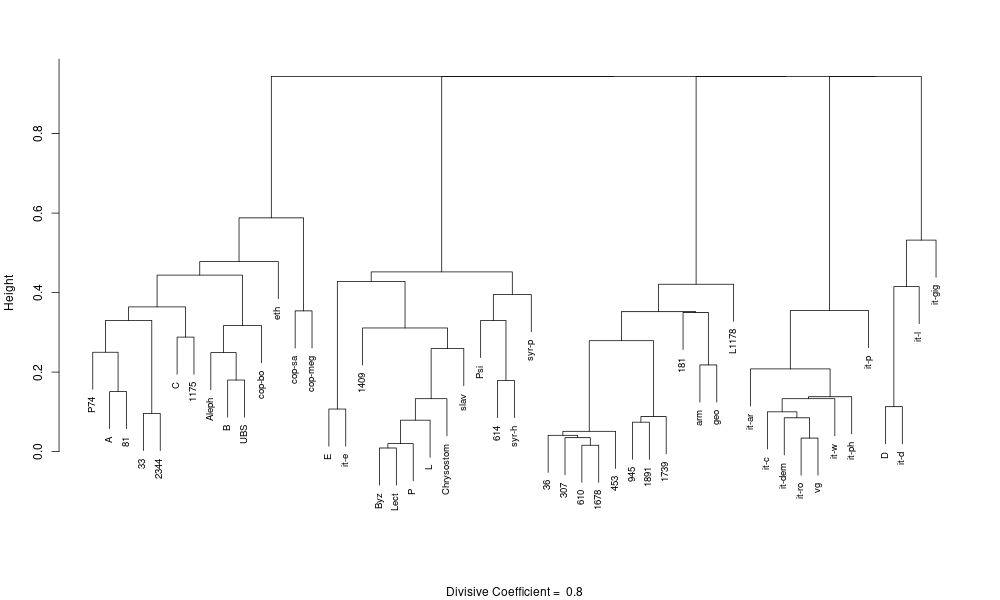 Height
0.8
0.6
0.4
0.2
0.0
P74
A
81
33
2344
C
1175
Aleph
B
UBS
cop-bo
eth
cop-sa
cop-meg
E
it-e
1409
Byz
Lect
P
L
Chrysostom
slav
Psi
614
syr-h
syr-p
36
307
610
1678
453
945
1891
1739
181
arm
geo
L1178
it-ar
it-c
it-dem
it-ro
vg
it-w
it-ph
it-p
D
it-d
it-l
it-gig
Divisive Coefficient = 0.8